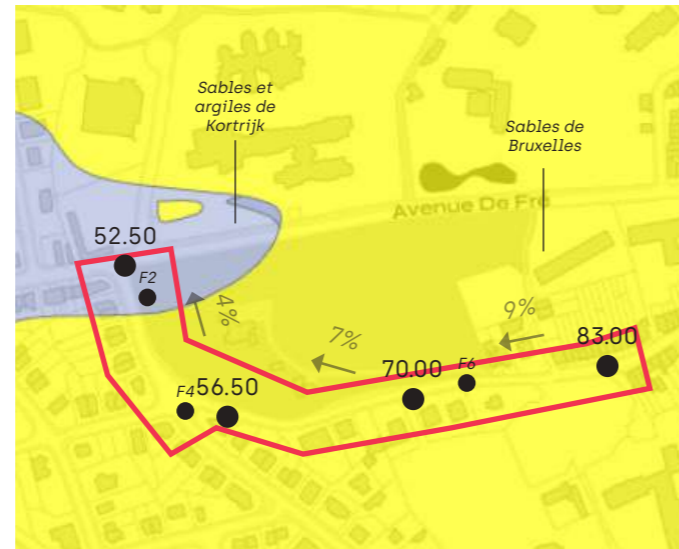 Sables et
argiles de
Kortrijk
Sables de
Bruxelles
Avenue De Fré
52.50
F2
4%
7%
9%
83.00
70.00
F6
F4
56.50